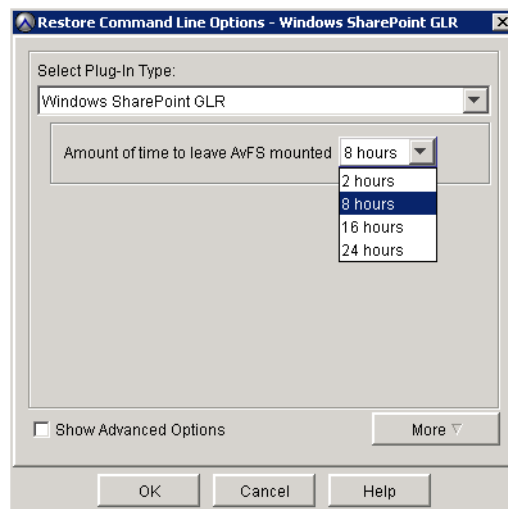 Restore Command Line Options - Windows SharePoint GLR
Select Plug-In Type:
Windows SharePoint GLR
Amount of time to leave AvFS mounted 8 hours
2 hours
8 hours
16 hours
24 hours
Show Advanced Options More
OK Cancel Help